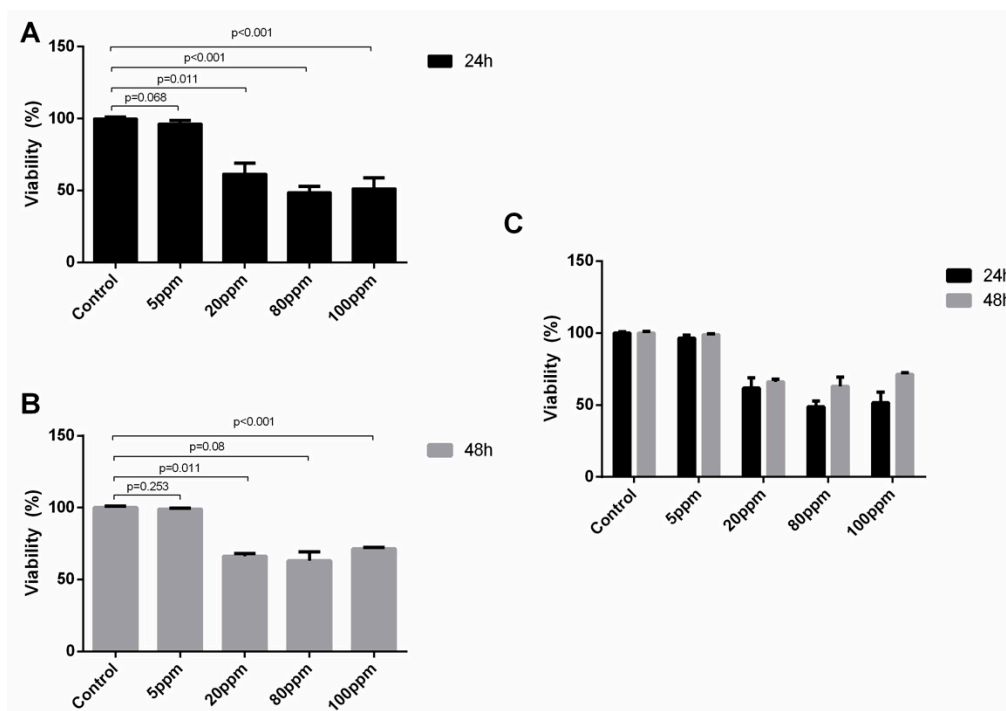 A
150
100
50
0
Viability (%)
p<0.001
p<0.001
p=0.011
p=0.068
24h
Control
5ppm
20ppm
80ppm
100ppm
B
150
100
50
0
Viability (%)
p<0.001
p=0.08
p=0.011
p=0.253
48h
Control
5ppm
20ppm
80ppm
100ppm
C
150
100
50
0
Viability (%)
24h
48h
Control
5ppm
20ppm
80ppm
100ppm